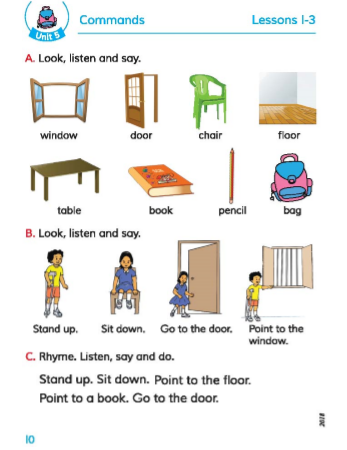 Unit 5
Commands
Lessons 1-3
A. Look, listen and say.
window
door
chair
floor
table
book
pencil
bag
B. Look, listen and say.
Stand up.
Sit down.
Go to the door.
Point to the
window.
C. Rhyme. Listen, say and do.
Stand up. Sit down. Point to the floor.
Point to a book. Go to the door.
2018
10